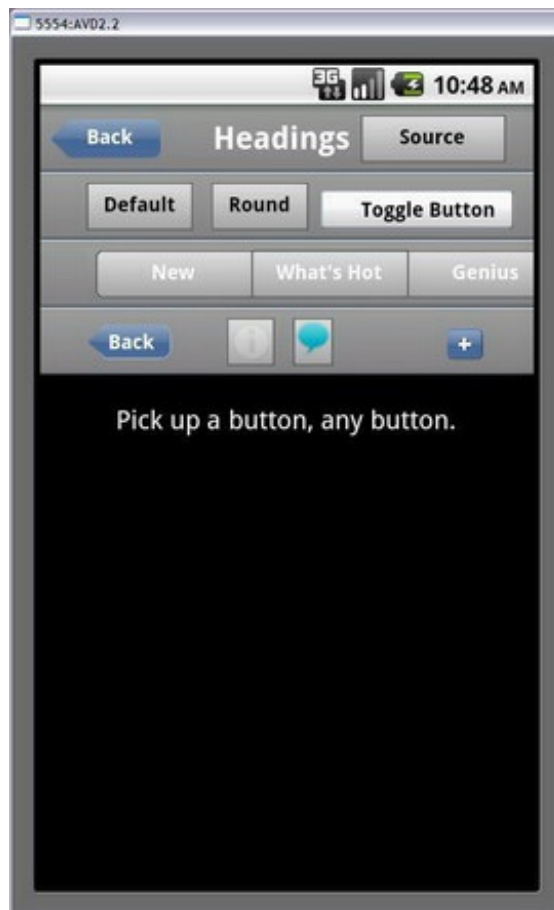 5554:AVD2.2
3G 10:48 AM
Back Headings Source
Default Round Toggle Button
New What's Hot Genius
Back i +
Pick up a button, any button.